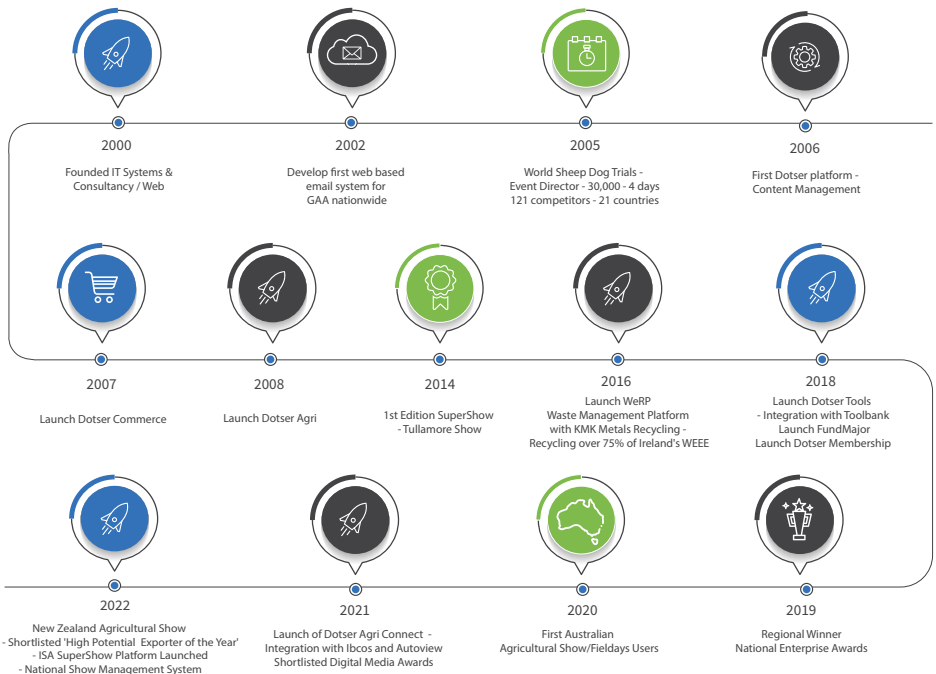 2000
Founded IT Systems &
Consultancy / Web
2002
Develop first web based
email system for
GAA nationwide
2005
World Sheep Dog Trials -
Event Director - 30,000 - 4 days
121 competitors - 21 countries
2006
First Dotser platform -
Content Management
2007
Launch Dotser Commerce
2008
Launch Dotser Agri
2014
1st Edition SuperShow
- Tullamore Show
2016
Launch WeRP
Waste Management Platform
with KMK Metals Recycling -
Recycling over 75% of Ireland's WEEE
2018
Launch Dotser Tools
- Integration with Toolbank
Launch FundMajor
Launch Dotser Membership
2022
New Zealand Agricultural Show
- Shortlisted 'High Potential Exporter of the Year'
- ISA SuperShow Platform Launched
- National Show Management System
2021
Launch of Dotser Agri Connect -
Integration with Ibcos and Autoview
Shortlisted Digital Media Awards
2020
First Australian
Agricultural Show/Fieldays Users
2019
Regional Winner
National Enterprise Awards